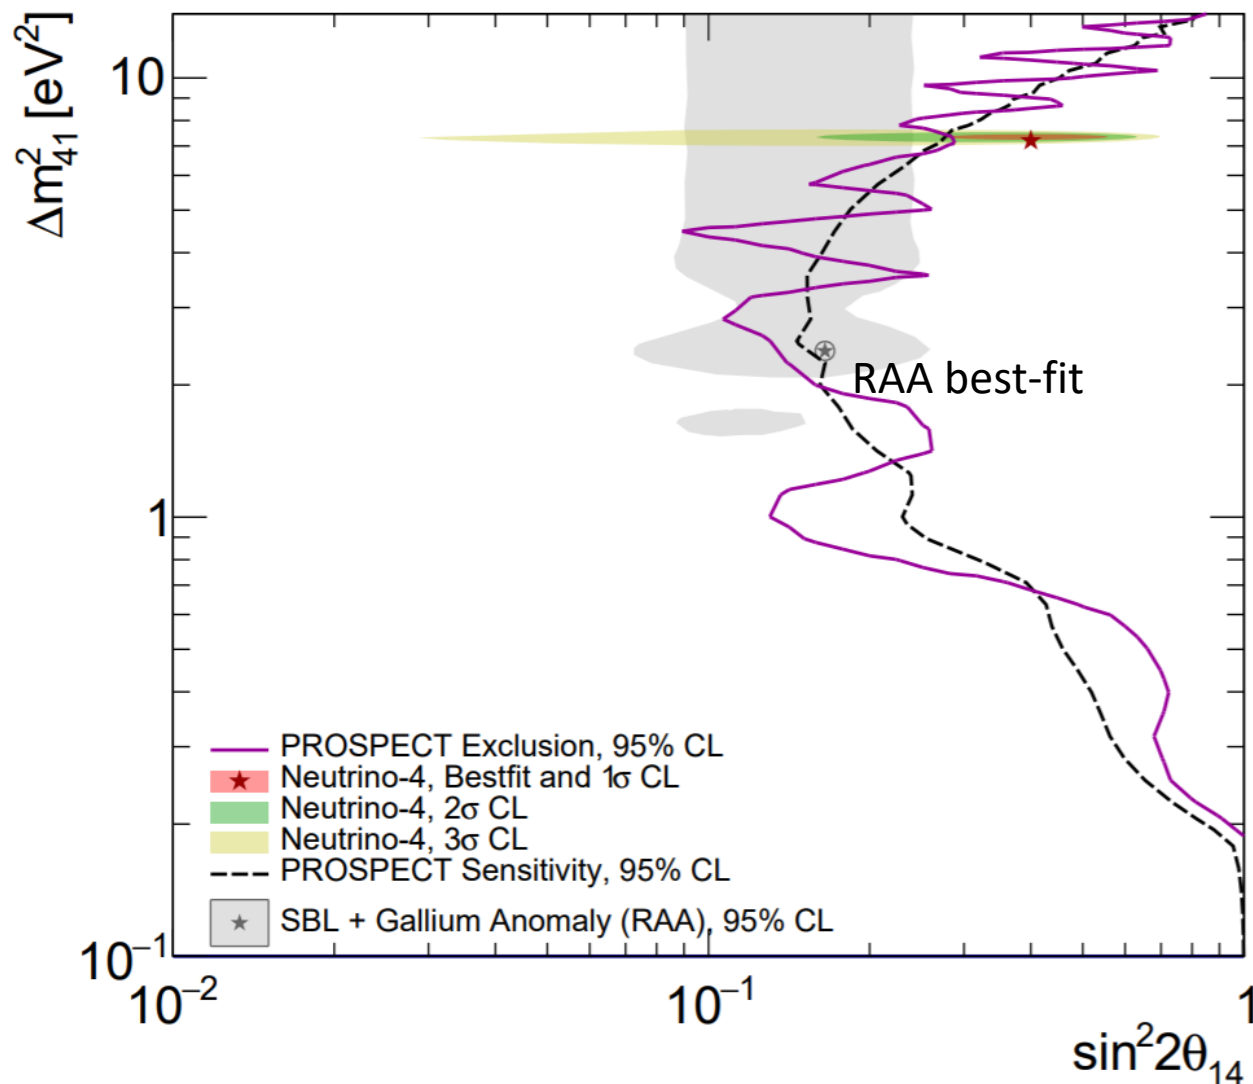 Δm²₄₁ [eV²]
10
1
10⁻¹
RAA best-fit
PROSPECT Exclusion, 95% CL
Neutrino-4, Bestfit and 1σ CL
Neutrino-4, 2σ CL
Neutrino-4, 3σ CL
PROSPECT Sensitivity, 95% CL
SBL + Gallium Anomaly (RAA), 95% CL
10⁻² 10⁻¹ 1
sin²2θ₁₄